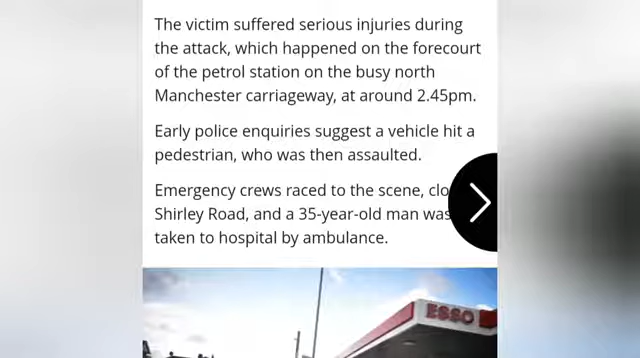 The victim suffered serious injuries during
the attack, which happened on the forecourt
of the petrol station on the busy north
Manchester carriageway, at around 2.45pm.
Early police enquiries suggest a vehicle hit a
pedestrian, who was then assaulted.
Emergency crews raced to the scene, clo
Shirley Road, and a 35-year-old man was
taken to hospital by ambulance.
ESSO